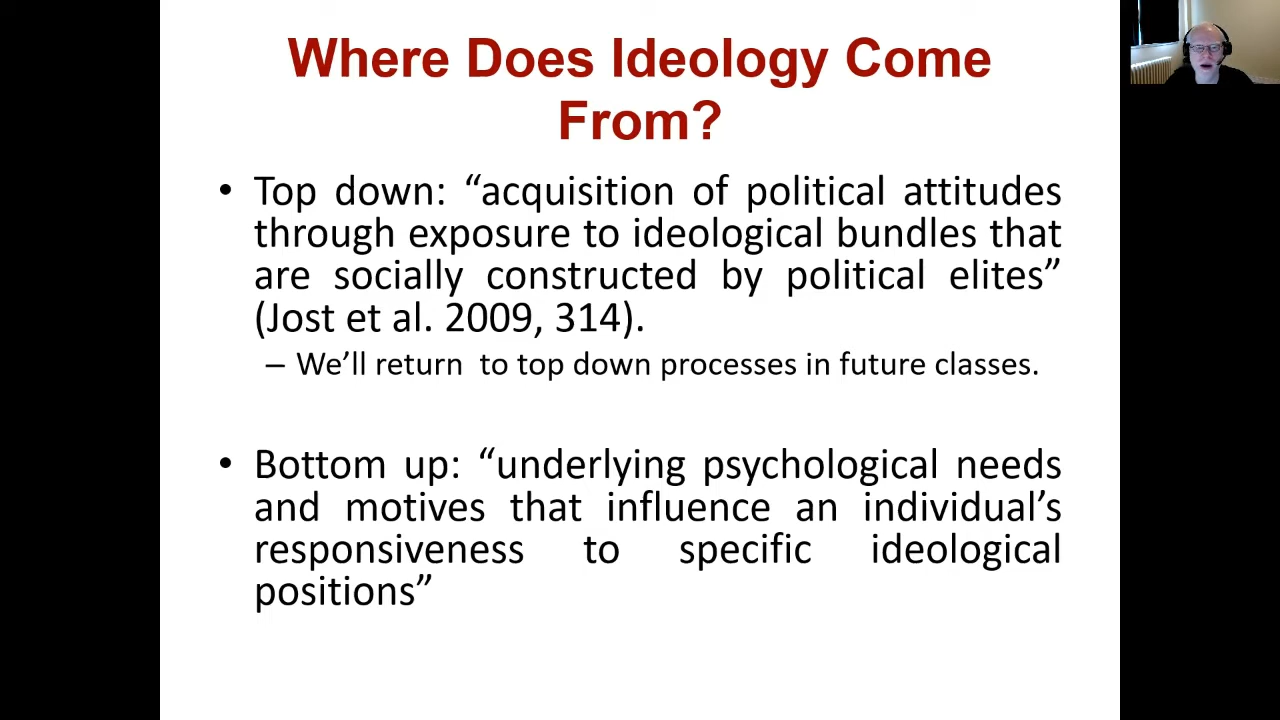 Where Does Ideology Come
From?
• Top down: “acquisition of political attitudes
through exposure to ideological bundles that
are socially constructed by political elites”
(Jost et al. 2009, 314).
– We’ll return  to top down processes in future classes.
• Bottom up: “underlying psychological needs
and motives that influence an individual’s
responsiveness to specific ideological
positions”